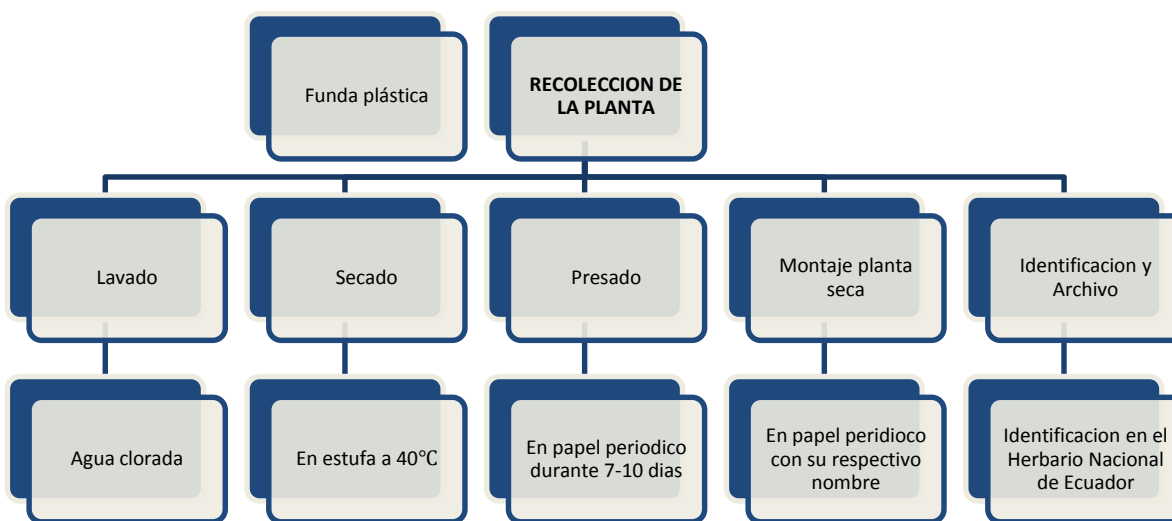 Funda plástica
RECOLECCION DE
LA PLANTA
Lavado
Secado
Presado
Montaje planta
seca
Identificacion y
Archivo
Agua clorada
En estufa a 40°C
En papel periodico
durante 7-10 dias
En papel peridioco
con su respectivo
nombre
Identificacion en el
Herbario Nacional
de Ecuador